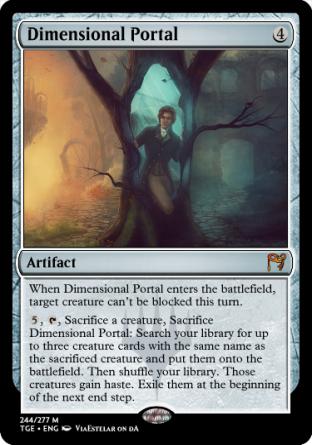 Dimensional Portal 4
Artifact
When Dimensional Portal enters the battlefield,
target creature can't be blocked this turn.
5, , Sacrifice a creature, Sacrifice
Dimensional Portal: Search your library for up
to three creature cards with the same name as
the sacrificed creature and put them onto the
battlefield. Then shuffle your library. Those
creatures gain haste. Exile them at the beginning
of the next end step.
244/277 M
TGE • ENG ViaEstelar on dA